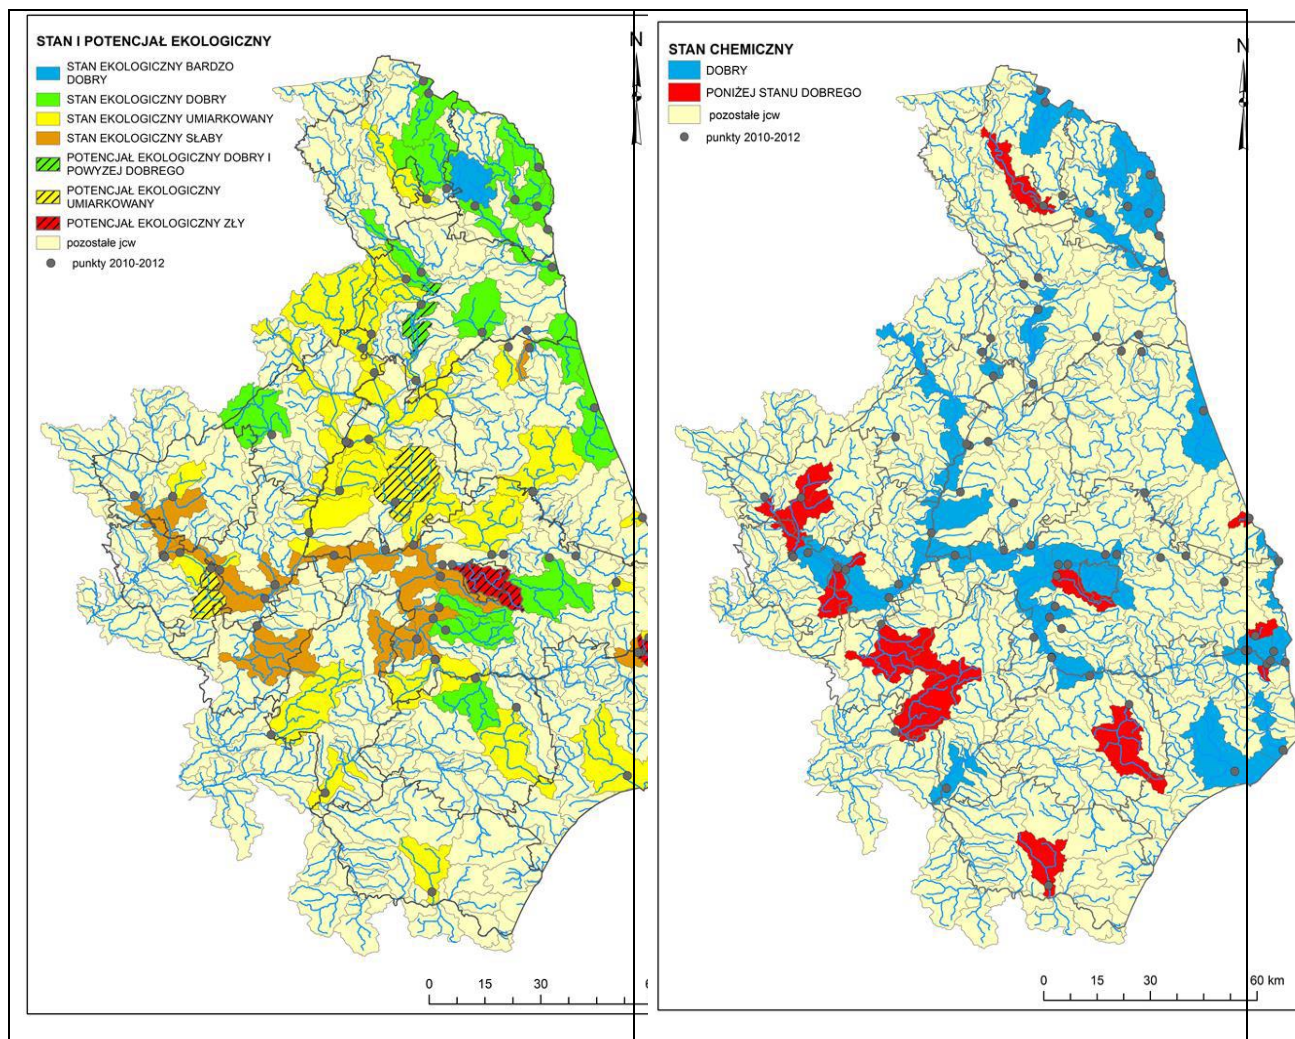 STAN I POTENCJAŁ EKOLOGICZNY
STAN EKOLOGICZNY BARDZO
DOBRY
STAN EKOLOGICZNY DOBRY
STAN EKOLOGICZNY UMIARKOWANY
STAN EKOLOGICZNY SŁABY
POTENCJAŁ EKOLOGICZNY DOBRY I
POWYZEJ DOBREGO
POTENCJAŁ EKOLOGICZNY
UMIARKOWANY
POTENCJAŁ EKOLOGICZNY ZŁY
pozostałe jcw
punkty 2010-2012
N
0 15 30
STAN CHEMICZNY
DOBRY
PONIŻEJ STANU DOBREGO
pozostałe jcw
punkty 2010-2012
N
0 15 30 60 km